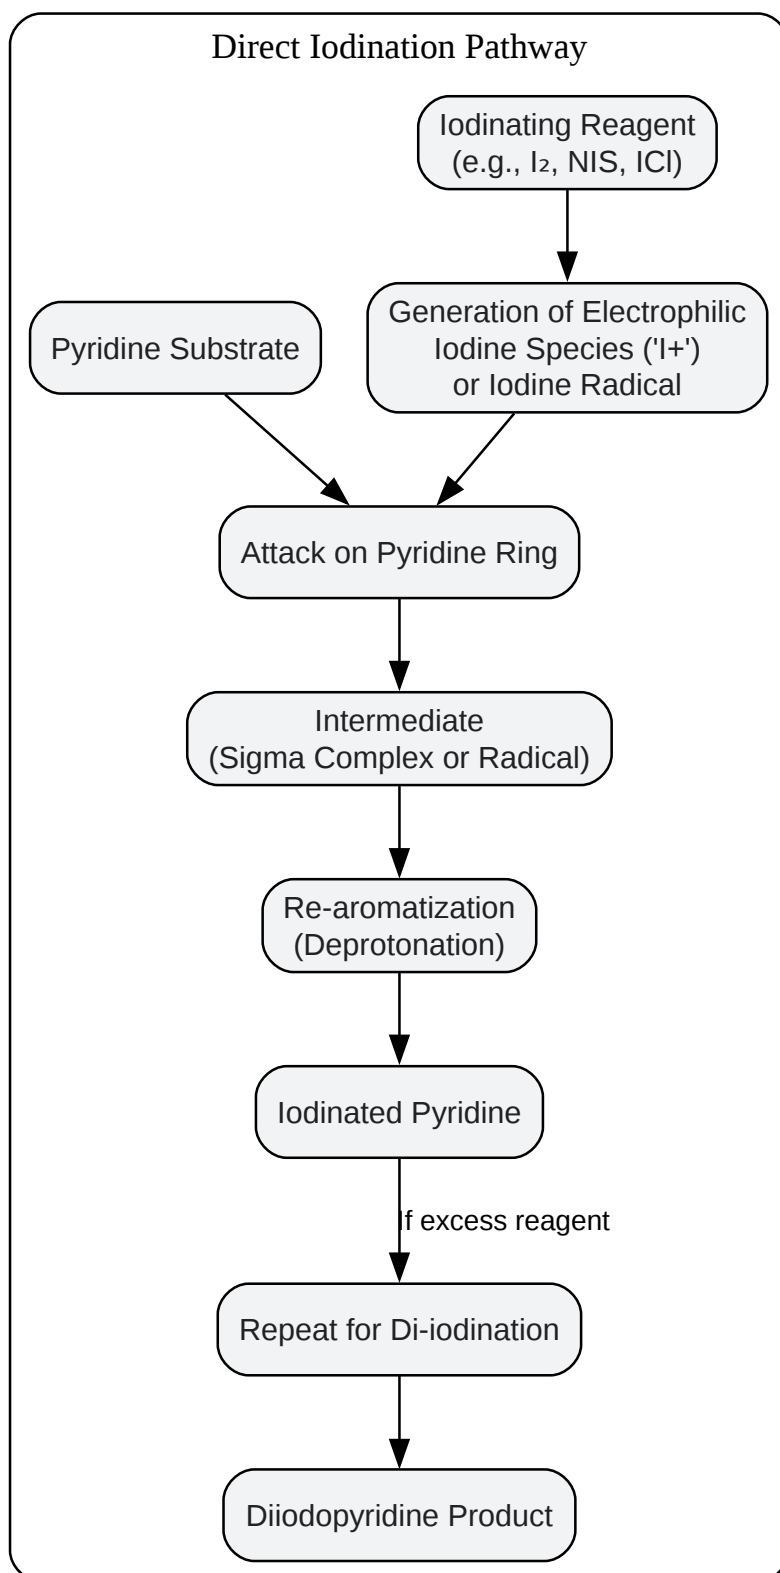 Direct Iodination Pathway
Iodinating Reagent
(e.g., I₂, NIS, ICl)
Generation of Electrophilic
Iodine Species ('I+')
or Iodine Radical
Pyridine Substrate
Attack on Pyridine Ring
Intermediate
(Sigma Complex or Radical)
Re-aromatization
(Deprotonation)
Iodinated Pyridine
If excess reagent
Repeat for Di-iodination
Diiodopyridine Product